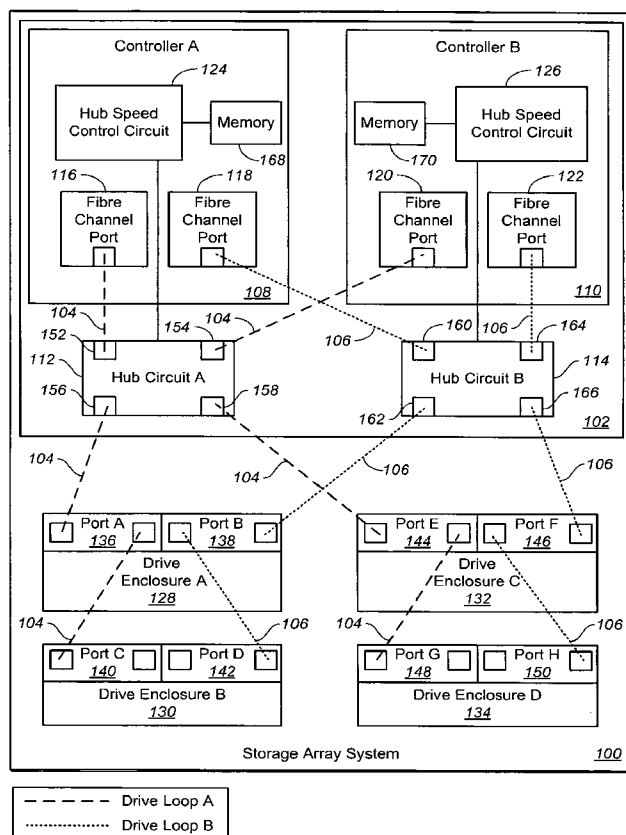 Controller A
124
Hub Speed
Control Circuit
Memory
168
116
118
Fibre
Channel
Port
Fibre
Channel
Port
108
Controller B
126
Hub Speed
Control Circuit
Memory
170
120
122
Fibre
Channel
Port
Fibre
Channel
Port
110
104
152
154
104
106
160
106
164
112
Hub Circuit A
156
158
Hub Circuit B
114
162
166
102
104
104
106
106
Port A
136
Port B
138
Drive
Enclosure A
128
Port E
144
Port F
146
Drive
Enclosure C
132
104
106
104
106
Port C
140
Port D
142
Drive Enclosure B
130
Port G
148
Port H
150
Drive Enclosure D
134
Storage Array System
100
Drive Loop A
Drive Loop B